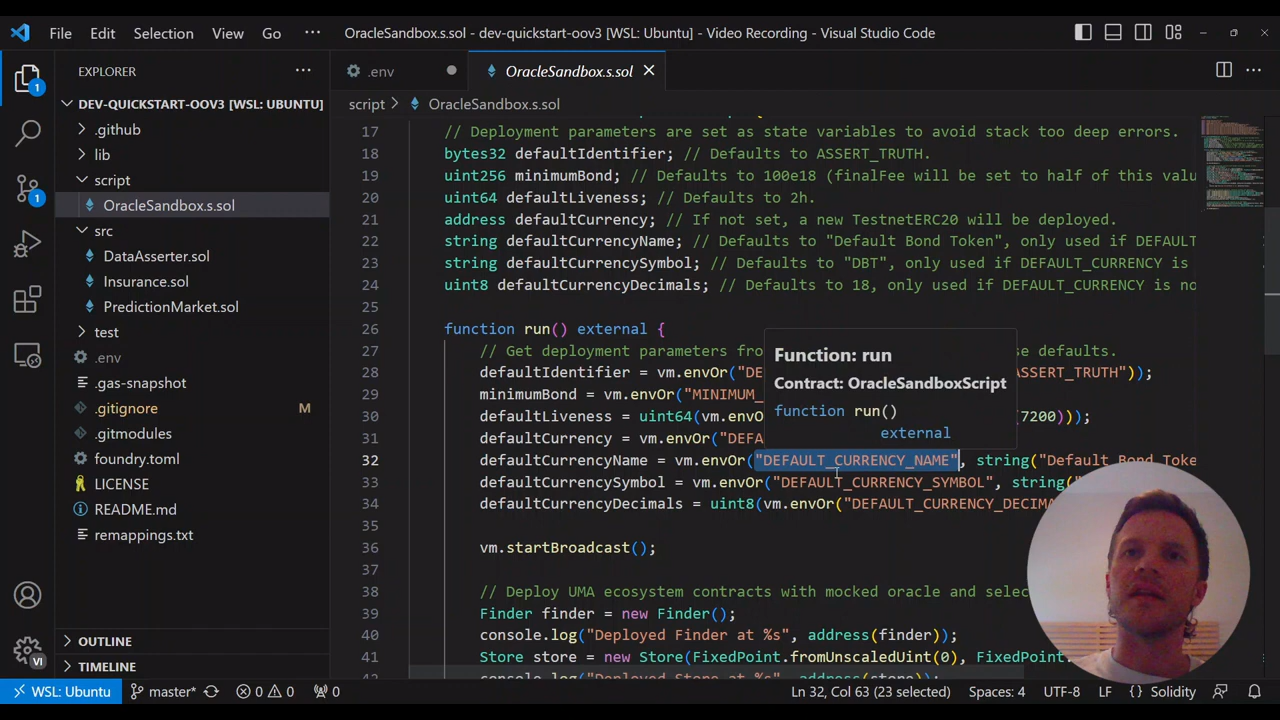 File Edit Selection View Go ··· OracleSandbox.s.sol - dev-quickstart-oov3 [WSL: Ubuntu] - Video Recording - Visual Studio Code
EXPLORER ···
.env
OracleSandbox.s.sol
script > OracleSandbox.s.sol
DEV-QUICKSTART-OOV3 [WSL: UBUNTU]
.github
lib
script
OracleSandbox.s.sol
src
DataAsserter.sol
Insurance.sol
PredictionMarket.sol
test
.env
.gas-snapshot
.gitignore M
.gitmodules
foundry.toml
LICENSE
README.md
remappings.txt
OUTLINE
TIMELINE
1
1
VI
17 // Deployment parameters are set as state variables to avoid stack too deep errors.
18 bytes32 defaultIdentifier; // Defaults to ASSERT_TRUTH.
19 uint256 minimumBond; // Defaults to 100e18 (finalFee will be set to half of this valu
20 uint64 defaultLiveness; // Defaults to 2h.
21 address defaultCurrency; // If not set, a new TestnetERC20 will be deployed.
22 string defaultCurrencyName; // Defaults to "Default Bond Token", only used if DEFAULT
23 string defaultCurrencySymbol; // Defaults to "DBT", only used if DEFAULT_CURRENCY is
24 uint8 defaultCurrencyDecimals; // Defaults to 18, only used if DEFAULT_CURRENCY is no
25
26 function run() external {
27 // Get deployment parameters fro se defaults.
28 defaultIdentifier = vm.envOr("DE ASSERT_TRUTH"));
29 minimumBond = vm.envOr("MINIMUM_
30 defaultLiveness = uint64(vm.envO (7200)));
31 defaultCurrency = vm.envOr("DEFA
32 defaultCurrencyName = vm.envOr("DEFAULT_CURRENCY_NAME", string("Default Bond Toke
33 defaultCurrencySymbol = vm.envOr("DEFAULT_CURRENCY_SYMBOL", string("
34 defaultCurrencyDecimals = uint8(vm.envOr("DEFAULT_CURRENCY_DECIMA
35
36 vm.startBroadcast();
37
38 // Deploy UMA ecosystem contracts with mocked oracle and selec
39 Finder finder = new Finder();
40 console.log("Deployed Finder at %s", address(finder));
41 Store store = new Store(FixedPoint.fromUnscaledUint(0), FixedPoint.
42 console.log("Deployed Store at %s", address(store));
Function: run
Contract: OracleSandboxScript
function run()
external
WSL: Ubuntu master* 0 0 0 Ln 32, Col 63 (23 selected) Spaces: 4 UTF-8 LF {} Solidity